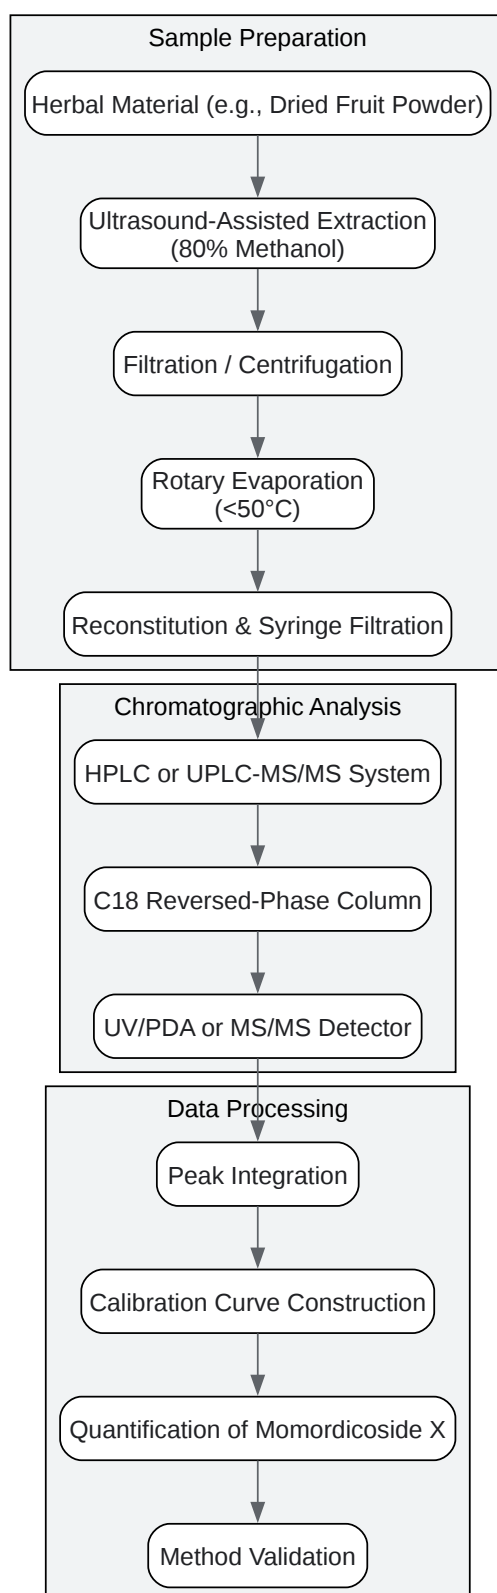 Sample Preparation
Herbal Material (e.g., Dried Fruit Powder)
Ultrasound-Assisted Extraction
(80% Methanol)
Filtration / Centrifugation
Rotary Evaporation
(<50°C)
Reconstitution & Syringe Filtration
Chromatographic Analysis
HPLC or UPLC-MS/MS System
C18 Reversed-Phase Column
UV/PDA or MS/MS Detector
Data Processing
Peak Integration
Calibration Curve Construction
Quantification of Momordicoside X
Method Validation